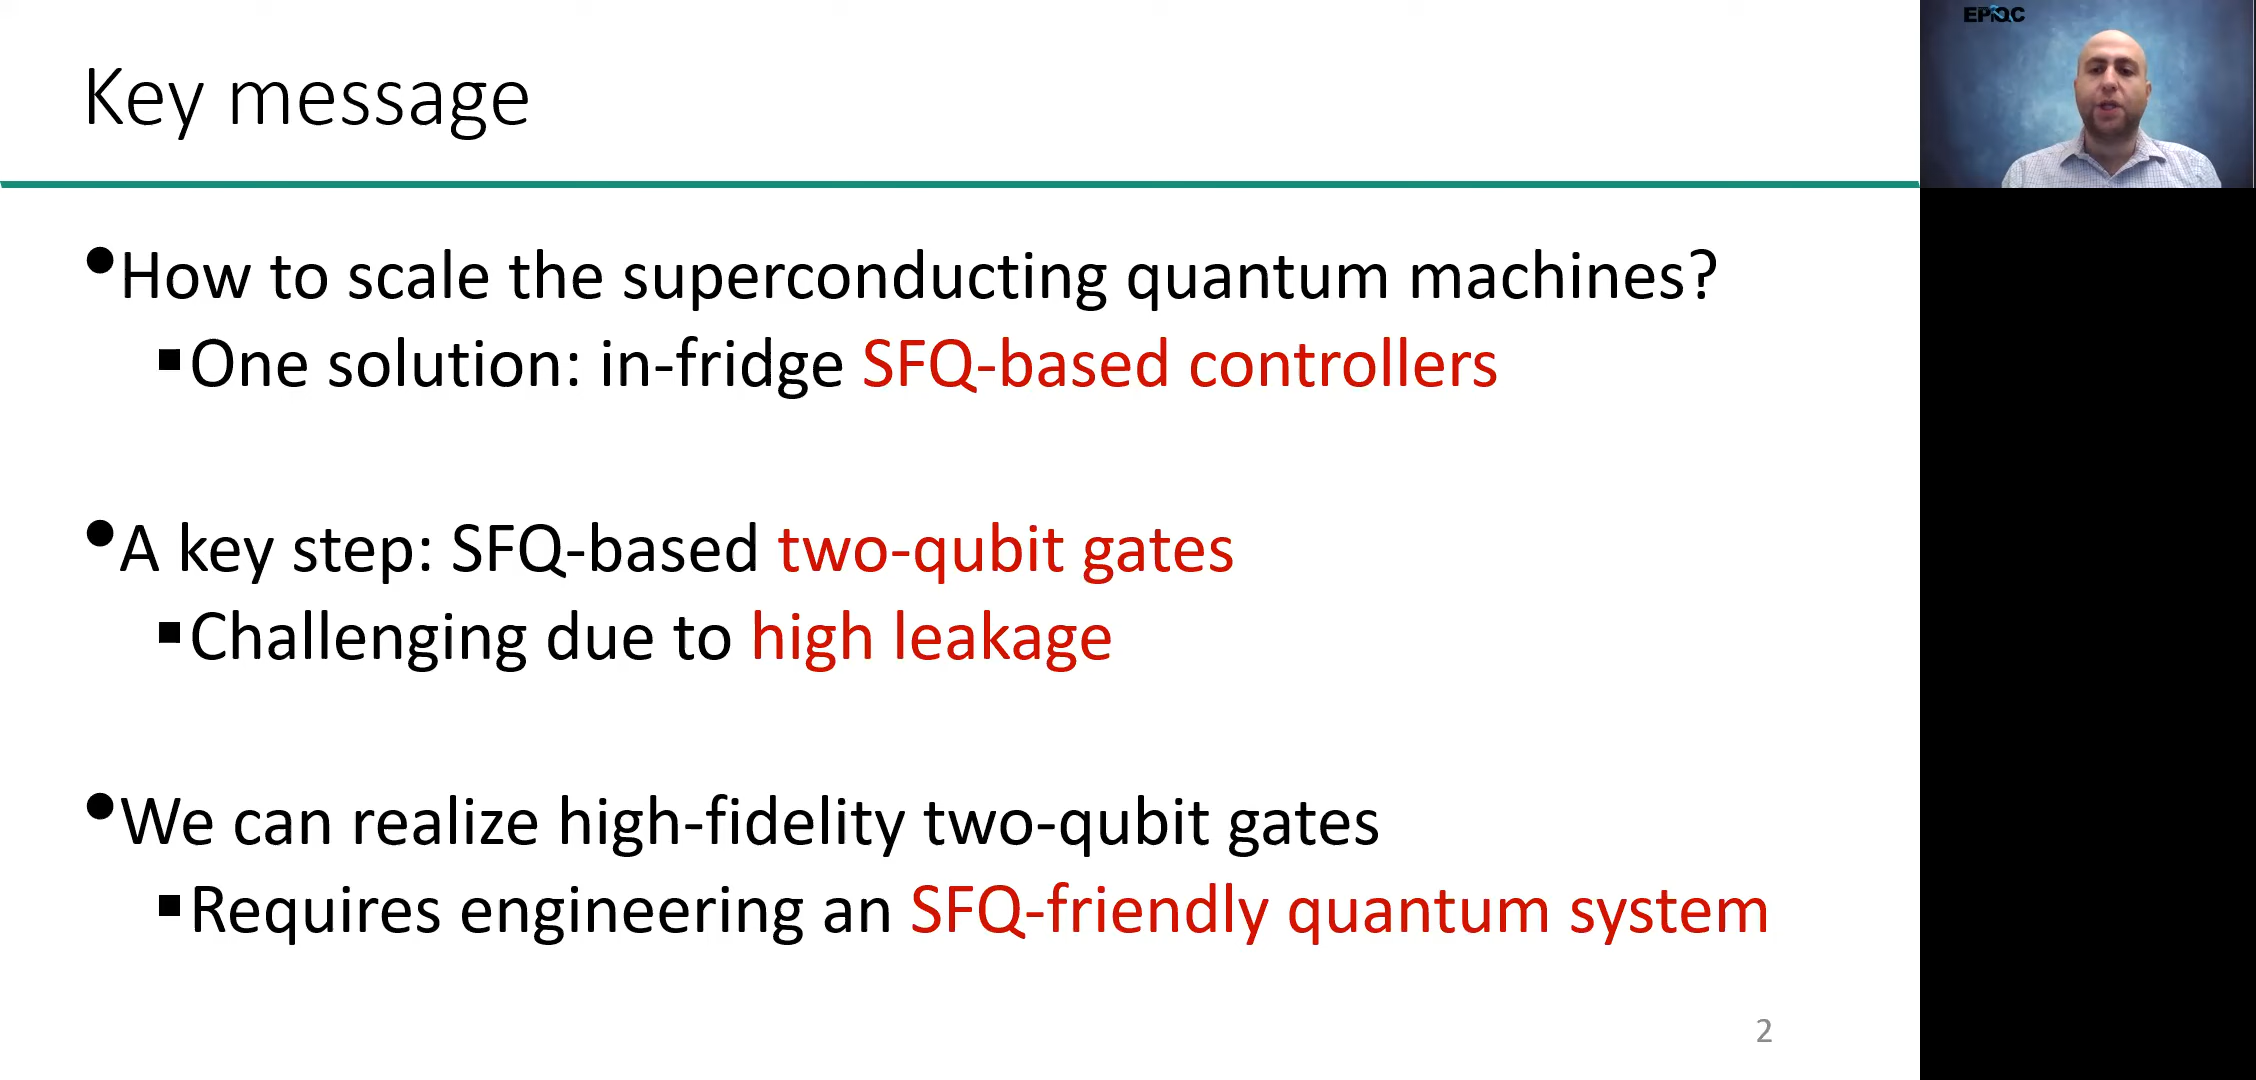 Key message
EPiQC
•How to scale the superconducting quantum machines?
▪One solution: in-fridge SFQ-based controllers
•A key step: SFQ-based two-qubit gates
▪Challenging due to high leakage
•We can realize high-fidelity two-qubit gates
▪Requires engineering an SFQ-friendly quantum system
2